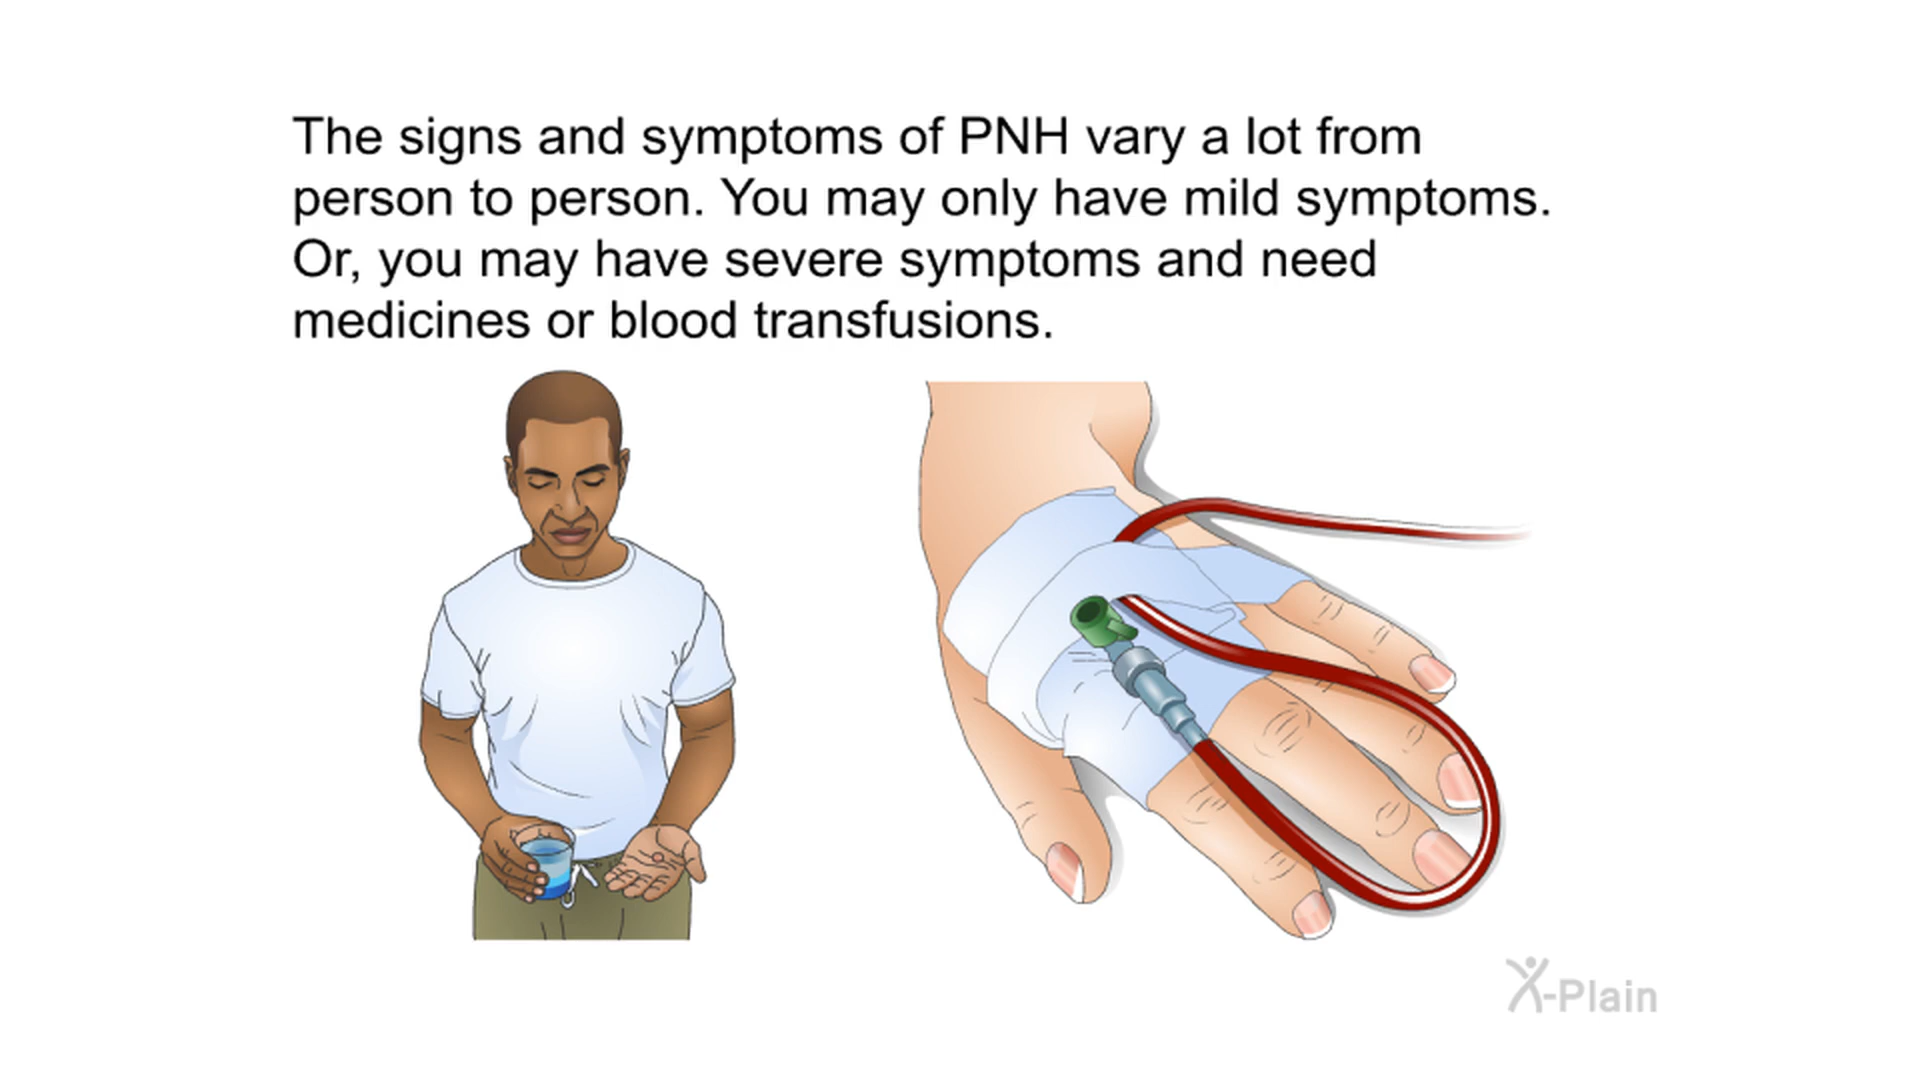 The signs and symptoms of PNH vary a lot from
person to person. You may only have mild symptoms.
Or, you may have severe symptoms and need
medicines or blood transfusions.
X-Plain